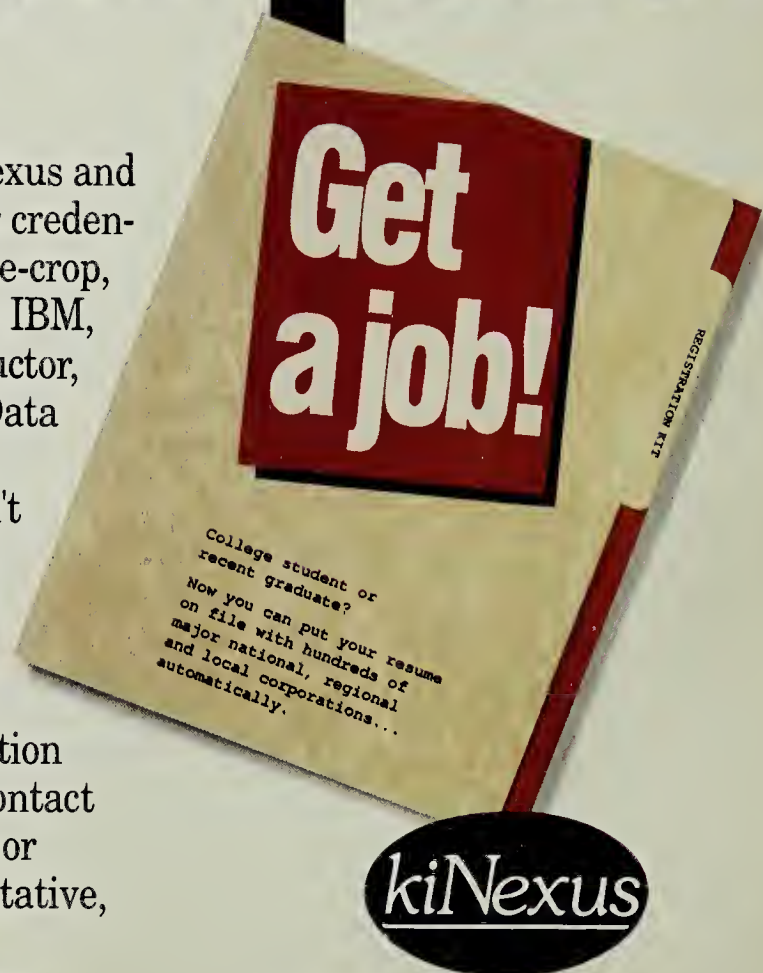 exus and
creden-
e-crop,
IBM,
uctor,
Data
't
tion
ontact
or
tative,
Get
a job!
REGISTRATION KIT
College student or
recent graduate?
Now you can put your resume
on file with hundreds of
major national, regional
and local corporations...
automatically.
kiNexus